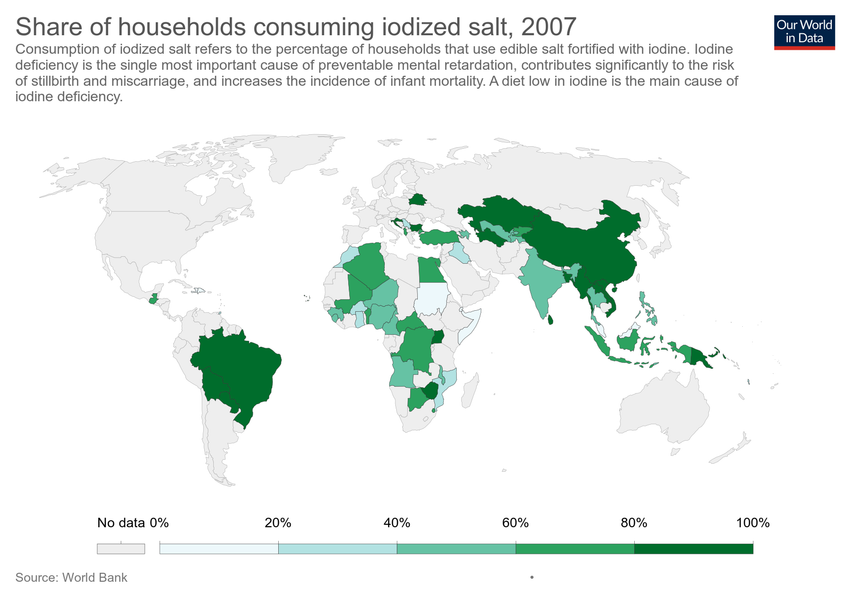 Share of households consuming iodized salt, 2007
Our World
in Data
Consumption of iodized salt refers to the percentage of households that use edible salt fortified with iodine. Iodine
deficiency is the single most important cause of preventable mental retardation, contributes significantly to the risk
of stillbirth and miscarriage, and increases the incidence of infant mortality. A diet low in iodine is the main cause of
iodine deficiency.
No data 0% 20% 40% 60% 80% 100%
Source: World Bank